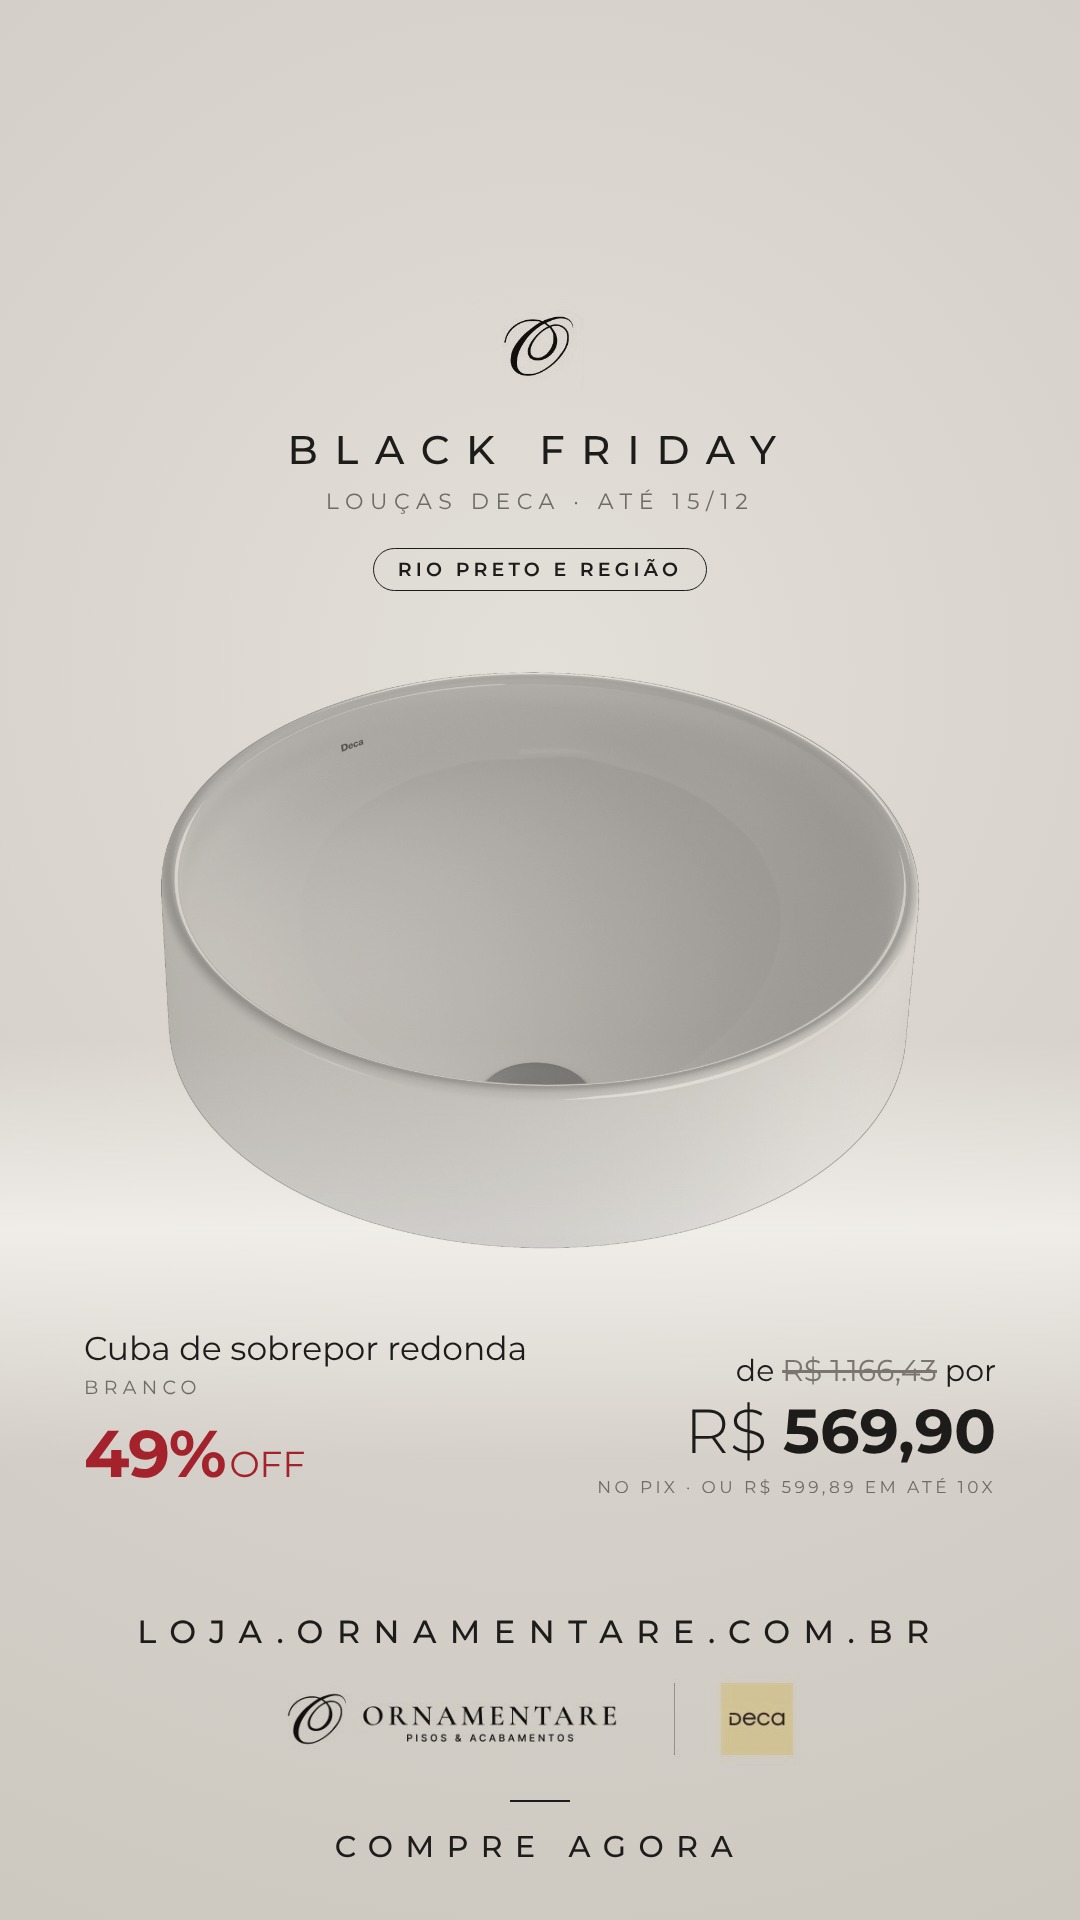 BLACK FRIDAY
LOUÇAS DECA · ATÉ 15/12
RIO PRETO E REGIÃO
Deca
Cuba de sobrepor redonda
BRANCO
49% OFF
de R$ 1.166,43 por
R$ 569,90
NO PIX · OU R$ 599,89 EM ATÉ 10X
LOJA.ORNAMENTARE.COM.BR
ORNAMENTARE
PISOS & ACABAMENTOS
Deca
COMPRE AGORA